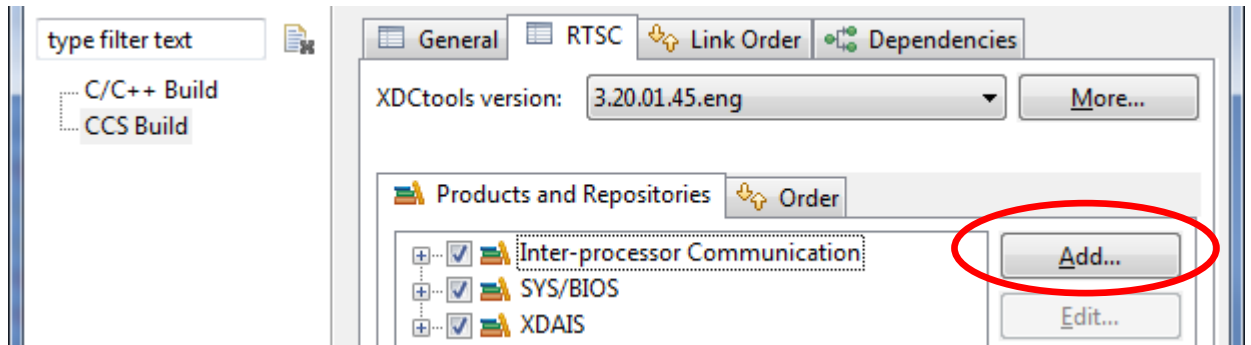 type filter text
C/C++ Build
CCS Build
General RTSC Link Order Dependencies
XDCtools version: 3.20.01.45.eng More...
Products and Repositories Order
Inter-processor Communication
SYS/BIOS
XDAIS
Add...
Edit...